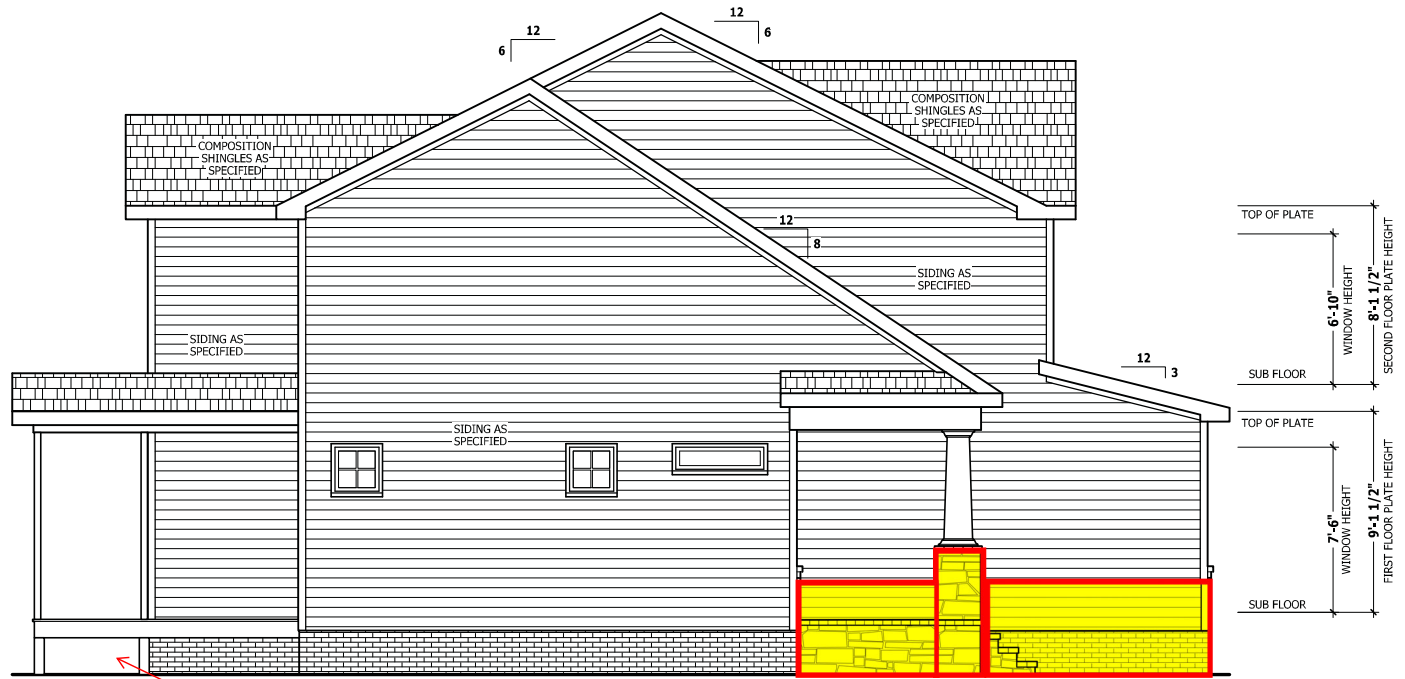 12
6
12
6
COMPOSITION
SHINGLES AS
SPECIFIED
COMPOSITION
SHINGLES AS
SPECIFIED
12
8
TOP OF PLATE
SIDING AS
SPECIFIED
6'-10"
WINDOW HEIGHT
8'-1 1/2"
SECOND FLOOR PLATE HEIGHT
SIDING AS
SPECIFIED
12
3
SUB FLOOR
TOP OF PLATE
SIDING AS
SPECIFIED
7'-6"
WINDOW HEIGHT
9'-1 1/2"
FIRST FLOOR PLATE HEIGHT
SUB FLOOR